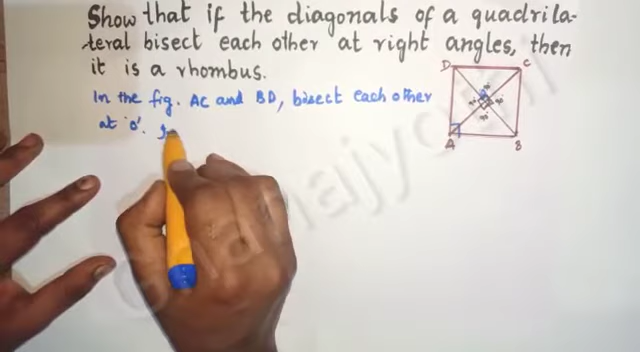 Show that if the diagonals of a quadrila-
teral bisect each other at right angles, then
it is a rhombus.
In the fig. AC and BD, bisect each other
at 'O'.
D
C
A
B